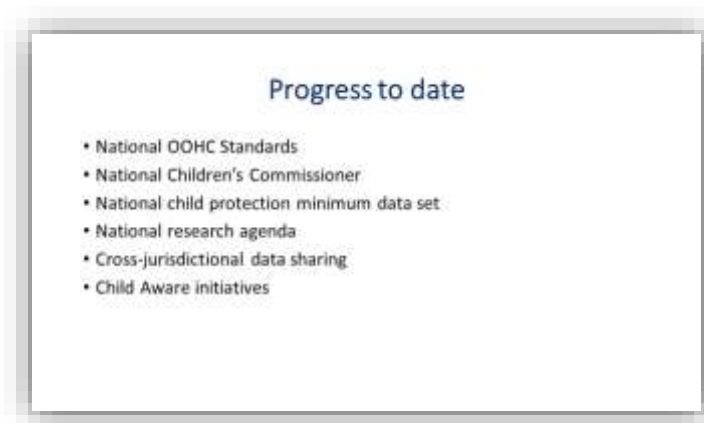 Progress to date
• National OOHC Standards
• National Children's Commissioner
• National child protection minimum data set
• National research agenda
• Cross-jurisdictional data sharing
• Child Aware initiatives